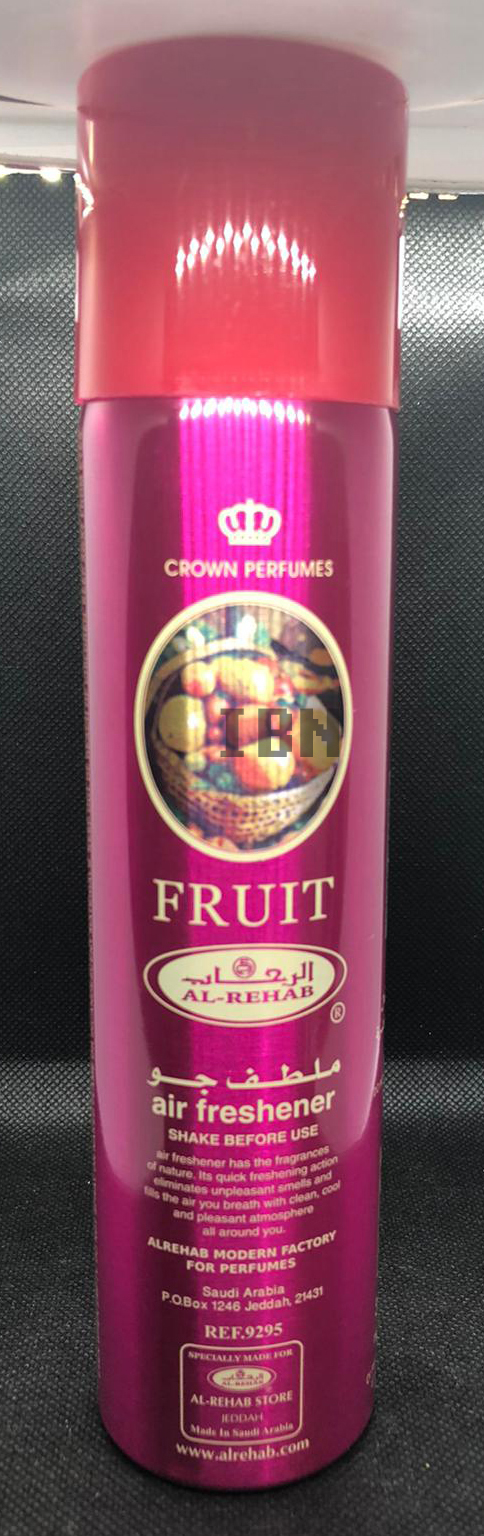 CROWN PERFUMES
IBN
FRUIT
الرحاب
AL-REHAB
®
ملطف جو
air freshener
SHAKE BEFORE USE
air freshener has the fragrances
of nature. Its quick freshening action
eliminates unpleasant smells and
fills the air you breath with clean, cool
and pleasant atmosphere
all around you.
ALREHAB MODERN FACTORY
FOR PERFUMES
Saudi Arabia
P.O.Box 1246 Jeddah, 21431
REF.9295
SPECIALLY MADE FOR
الرحاب
AL-REHAB
AL-REHAB STORE
JEDDAH
Made In Saudi Arabia
www.alrehab.com